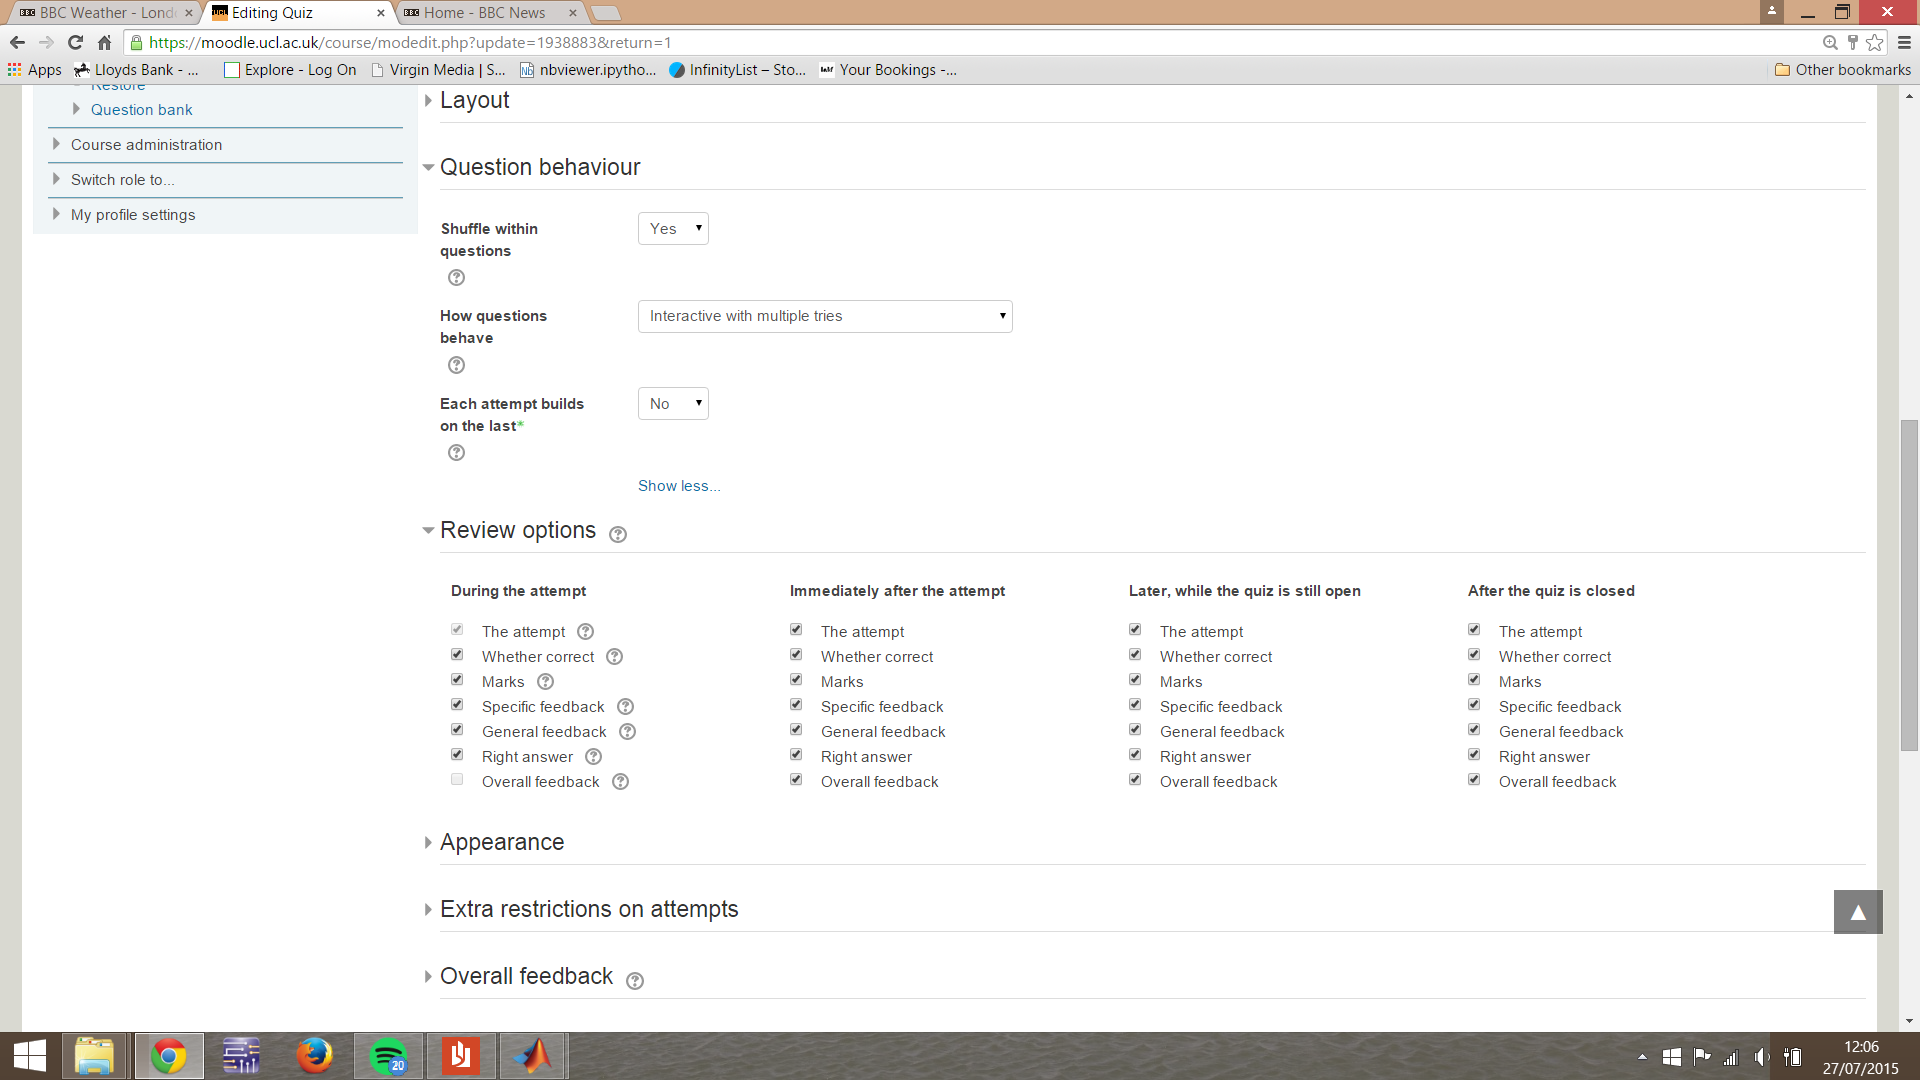 BBC Weather - Lond
Editing Quiz
Home - BBC News
https://moodle.ucl.ac.uk/course/modedit.php?update=1938883&return=1
Apps
Lloyds Bank - ...
Explore - Log On
Virgin Media | S...
nbviewer.ipytho...
InfinityList – Sto...
Your Bookings -...
Other bookmarks
Restore
Question bank
Course administration
Switch role to...
My profile settings
Layout
Question behaviour
Shuffle within
questions
Yes
How questions
behave
Interactive with multiple tries
Each attempt builds
on the last*
No
Show less...
Review options
During the attempt
The attempt
Whether correct
Marks
Specific feedback
General feedback
Right answer
Overall feedback
Immediately after the attempt
The attempt
Whether correct
Marks
Specific feedback
General feedback
Right answer
Overall feedback
Later, while the quiz is still open
The attempt
Whether correct
Marks
Specific feedback
General feedback
Right answer
Overall feedback
After the quiz is closed
The attempt
Whether correct
Marks
Specific feedback
General feedback
Right answer
Overall feedback
Appearance
Extra restrictions on attempts
Overall feedback
20
12:06
27/07/2015